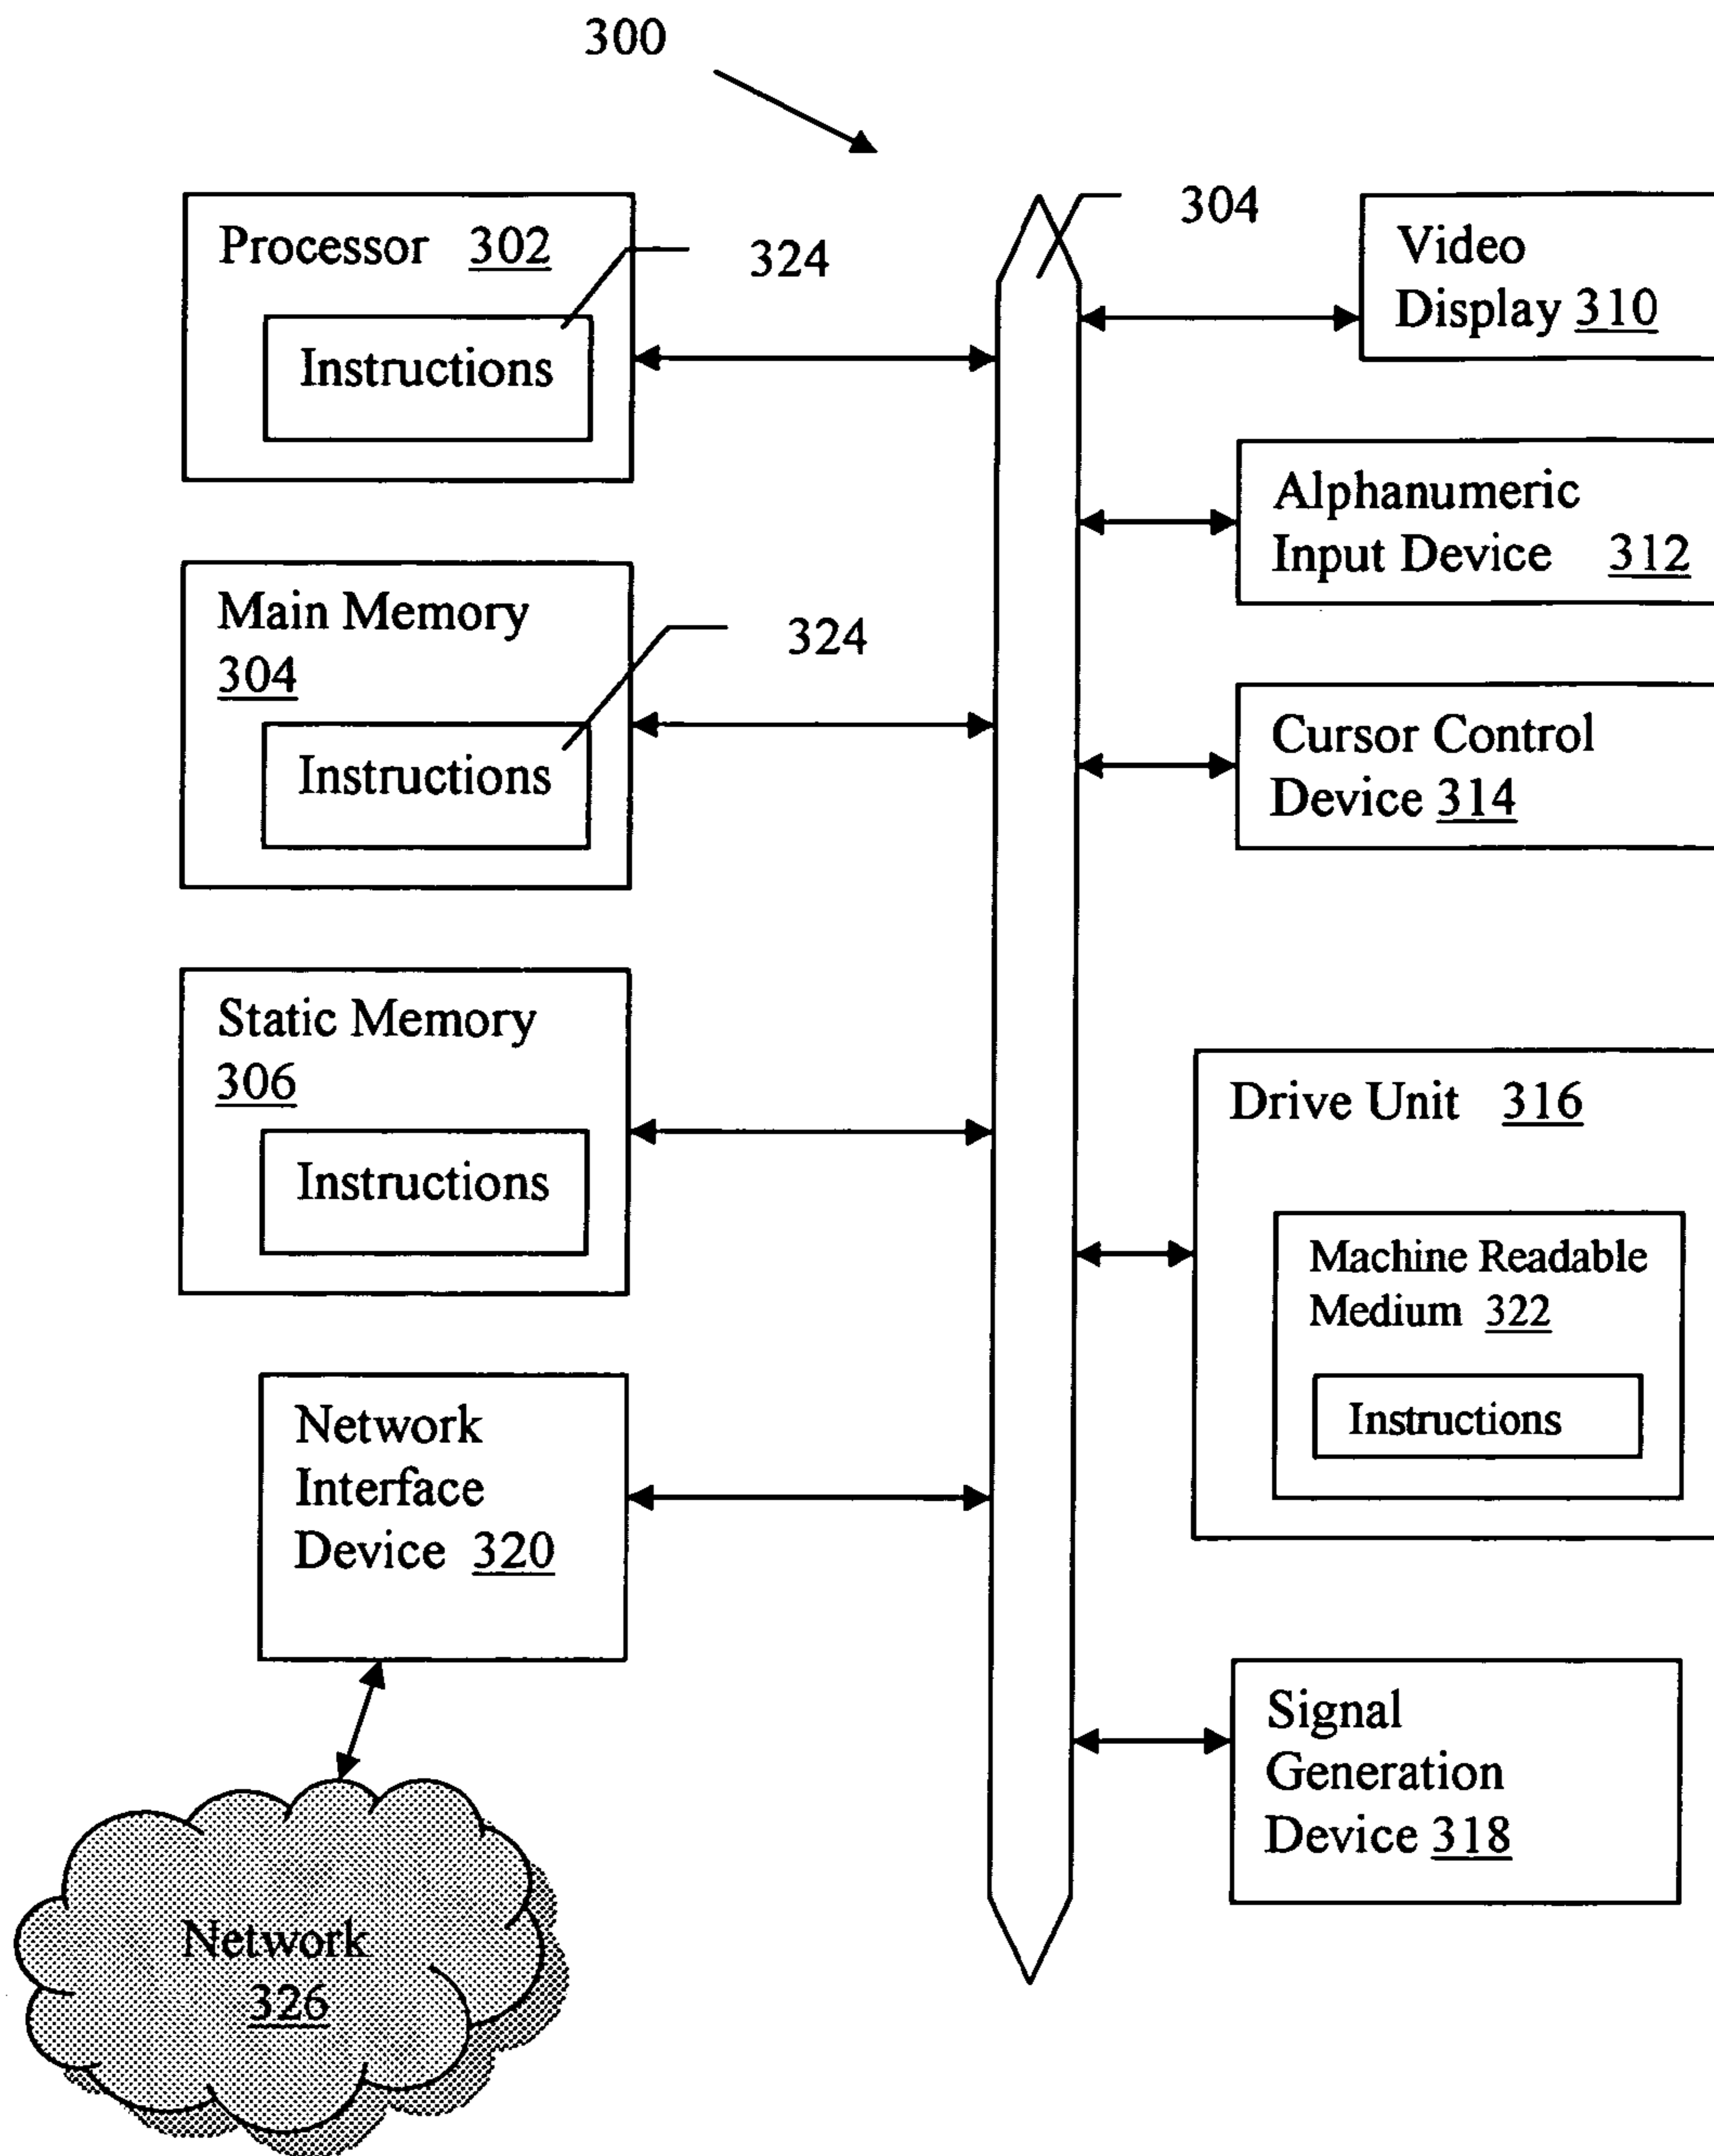 300
Processor 302
324
Instructions
Main Memory
304
324
Instructions
Static Memory
306
Instructions
Network
Interface
Device 320
Network
326
304
Video
Display 310
Alphanumeric
Input Device 312
Cursor Control
Device 314
Drive Unit 316
Machine Readable
Medium 322
Instructions
Signal
Generation
Device 318